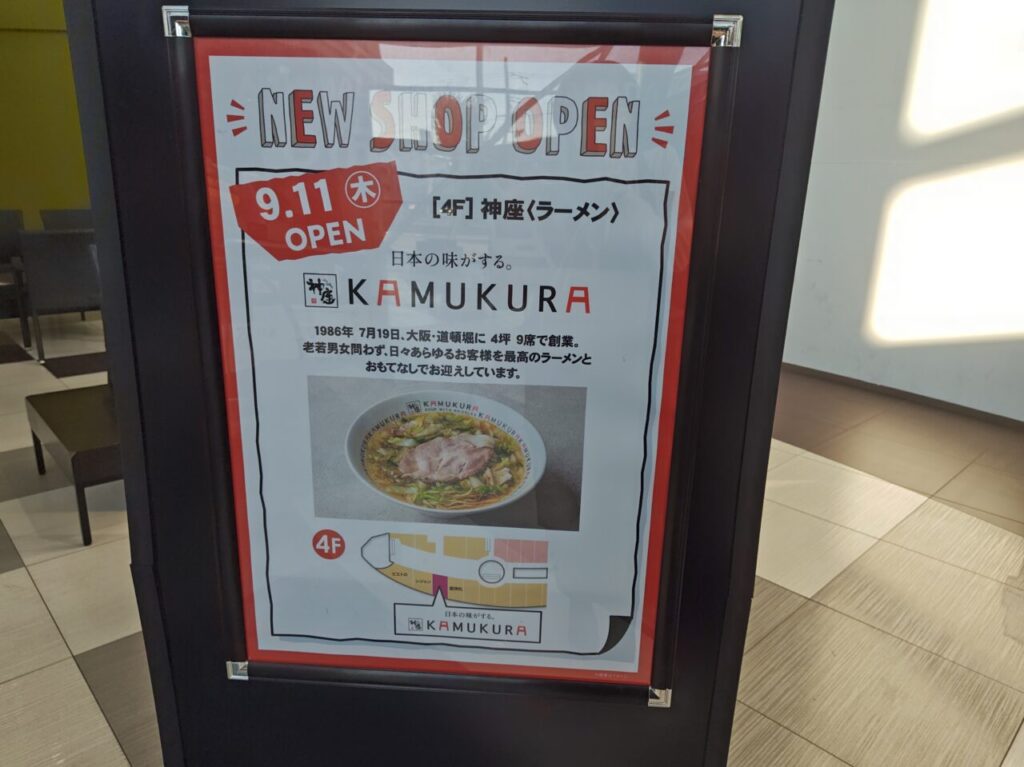 NEW SHOP OPEN
9.11 木
OPEN
[4F] 神座〈ラーメン〉
日本の味がする。
神座 KAMUKURA
1986年 7月19日、大阪・道頓堀に 4坪 9席で創業。
老若男女問わず、日々あらゆるお客様を最高のラーメンと
おもてなしでお迎えしています。
KAMUKURA KAMUKURA KAMUKURA
4F
日本の味がする。
神座 KAMUKURA